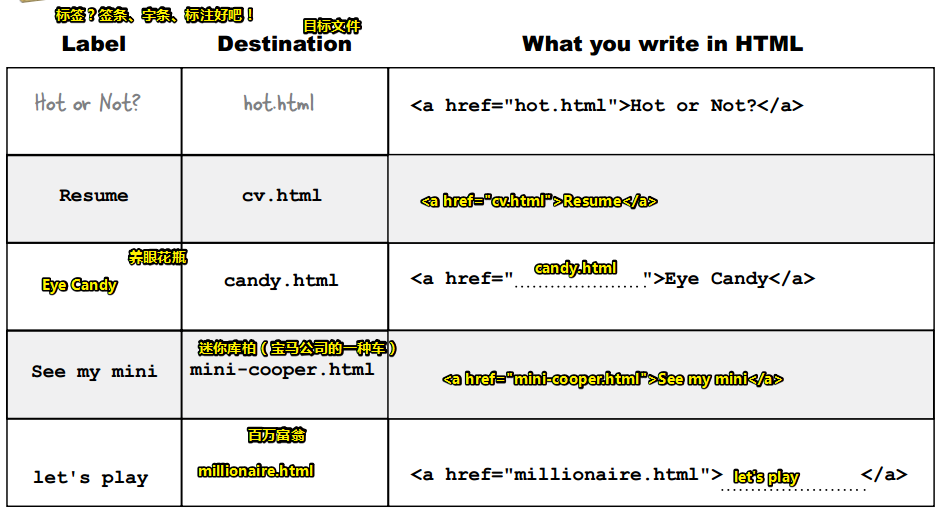 标签？签条、字条、标注好吧！
目标文件
Label Destination What you write in HTML
Hot or Not? hot.html <a href="hot.html">Hot or Not?</a>
Resume cv.html <a href="cv.html">Resume</a>
养眼花瓶
Eye Candy candy.html <a href="candy.html">Eye Candy</a>
迷你库柏（宝马公司的一种车）
See my mini mini-cooper.html <a href="mini-cooper.html">See my mini</a>
百万富翁
let's play millionaire.html <a href="millionaire.html">let's play</a>